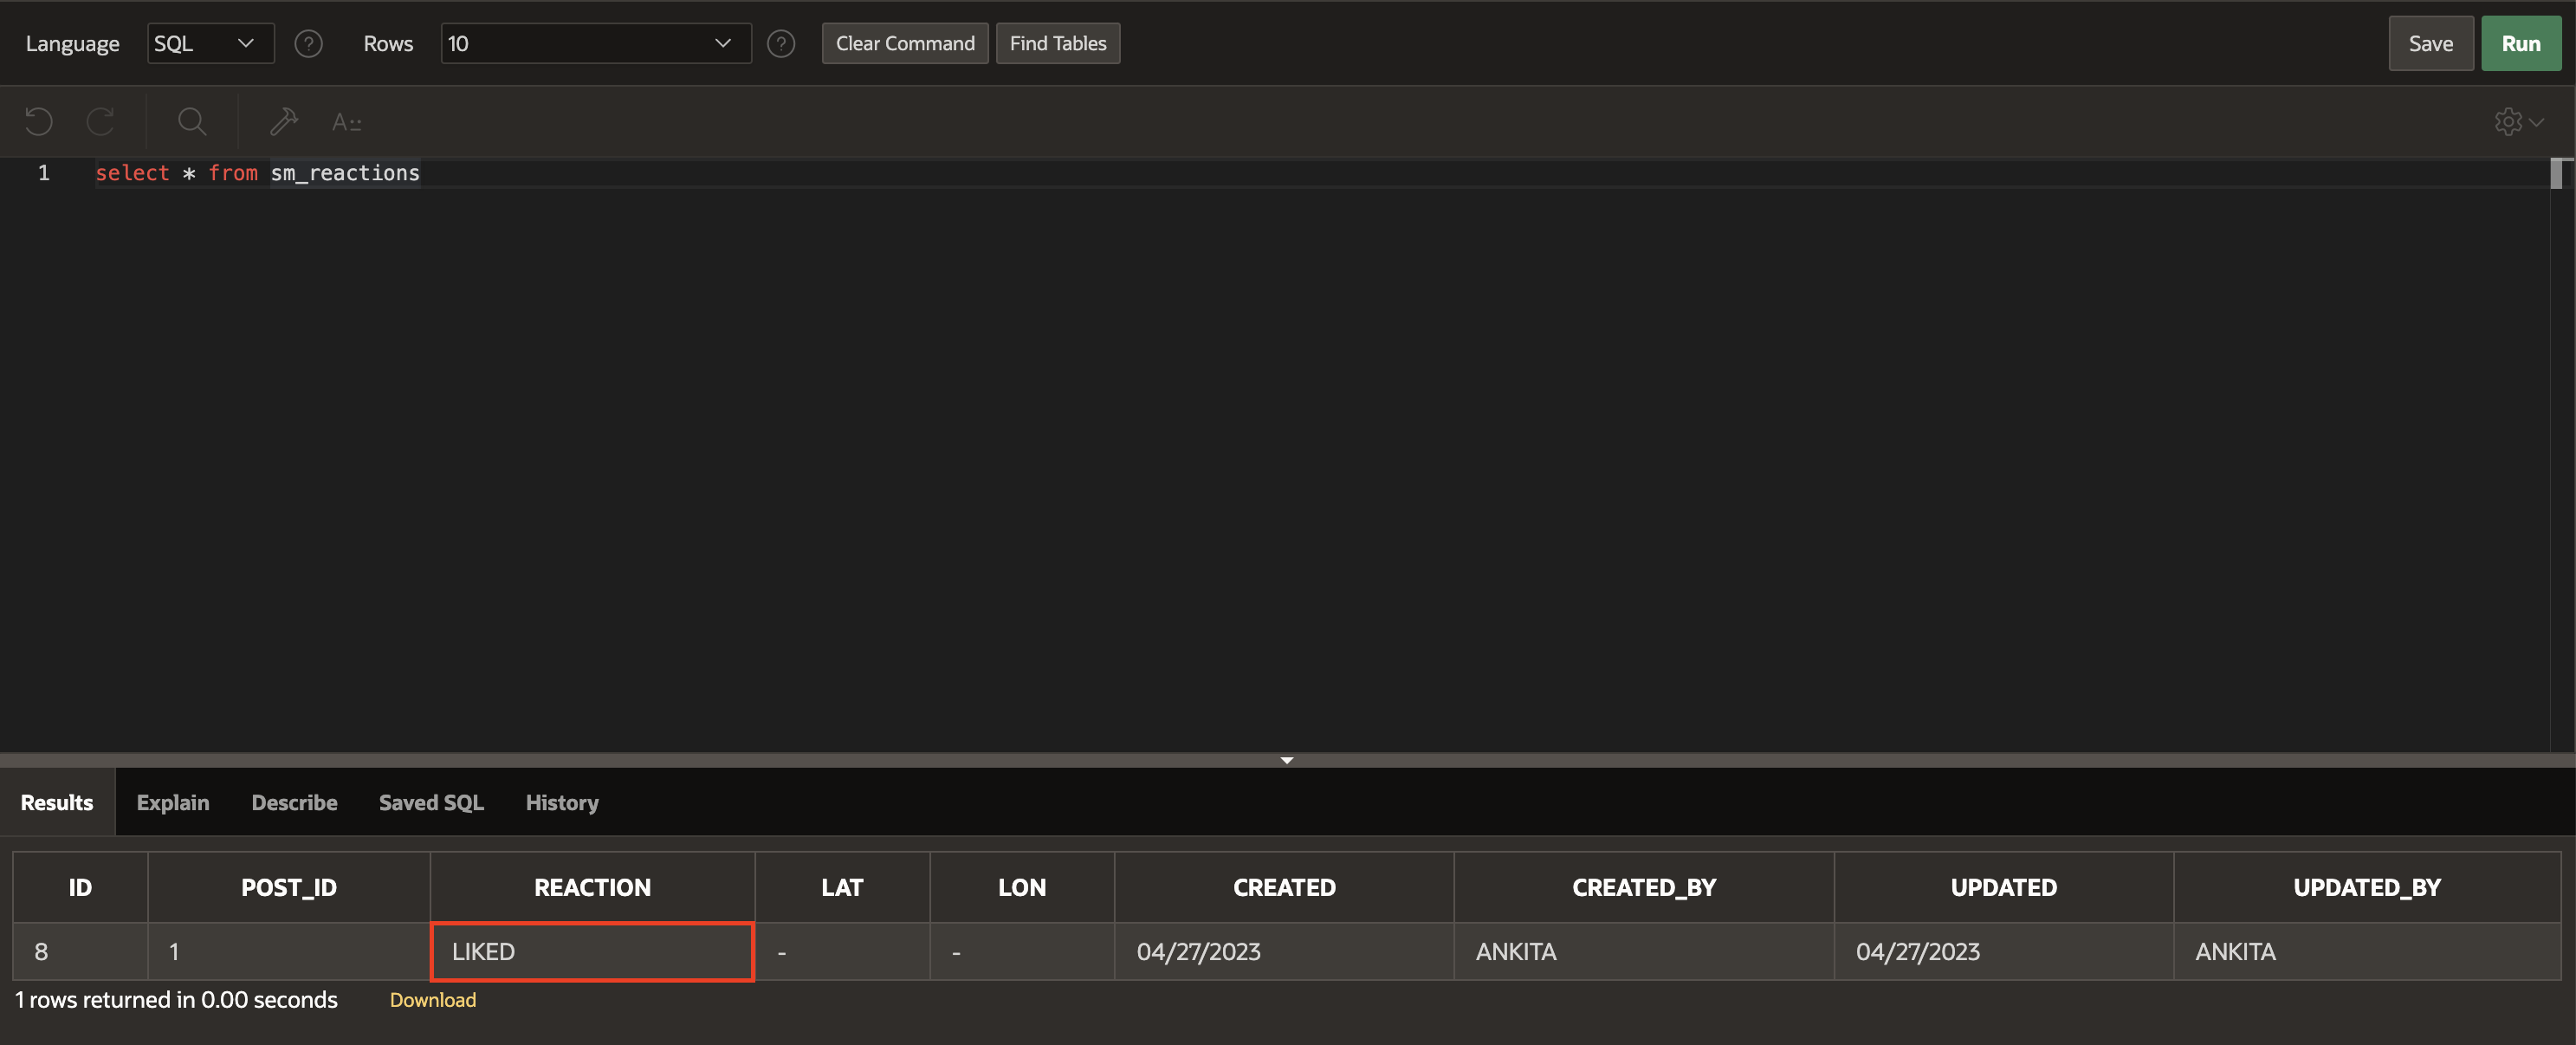 Language SQL ? Rows 10 ? Clear Command Find Tables Save Run
A::
1 select * from sm_reactions
Results Explain Describe Saved SQL History
ID POST_ID REACTION LAT LON CREATED CREATED_BY UPDATED UPDATED_BY
8 1 LIKED - - 04/27/2023 ANKITA 04/27/2023 ANKITA
1 rows returned in 0.00 seconds Download